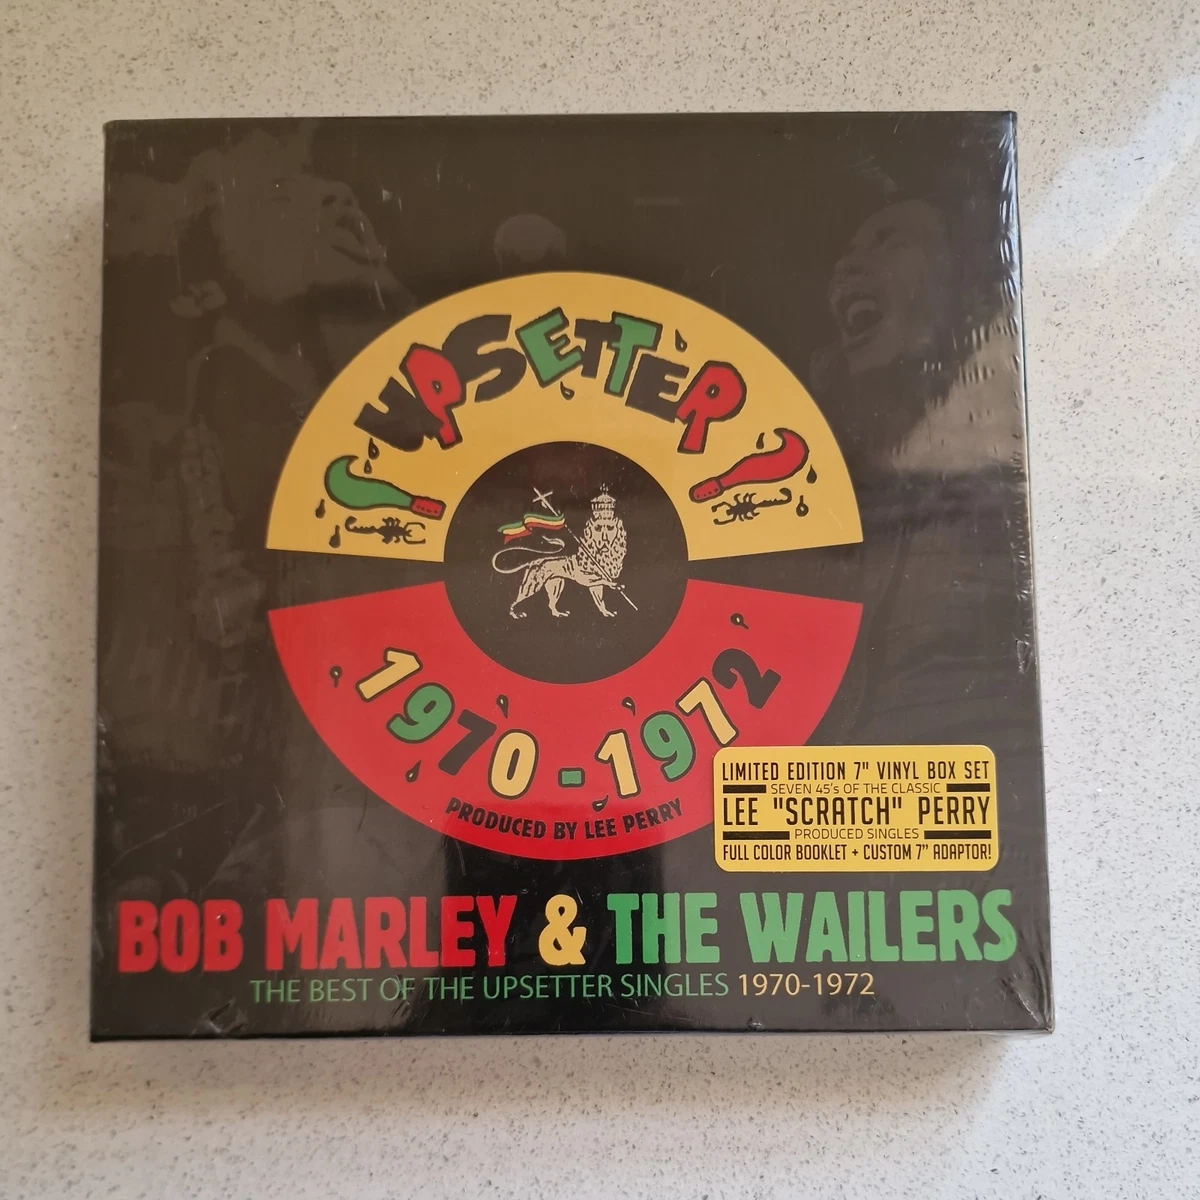 UPSETTER
1970-1972
PRODUCED BY LEE PERRY
LIMITED EDITION 7" VINYL BOX SET
SEVEN 45's OF THE CLASSIC
LEE "SCRATCH" PERRY
PRODUCED SINGLES
FULL COLOR BOOKLET + CUSTOM 7" ADAPTOR!
BOB MARLEY & THE WAILERS
THE BEST OF THE UPSETTER SINGLES 1970-1972